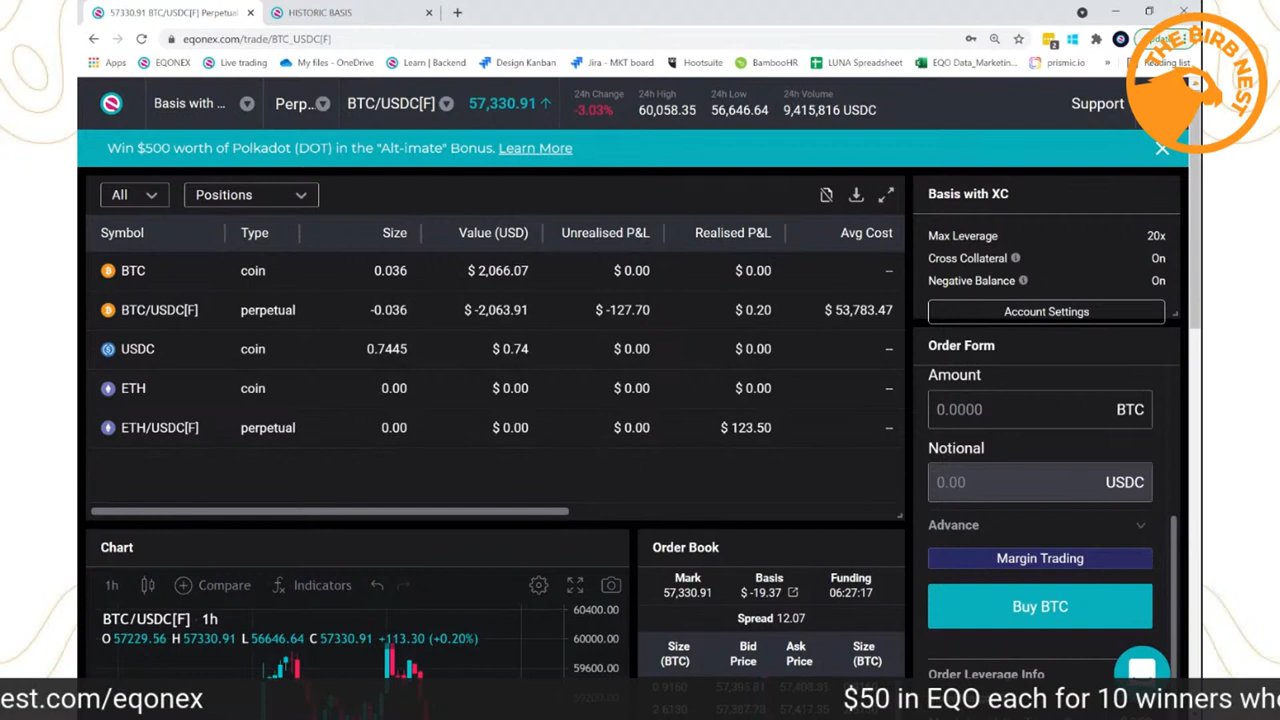 57330.91 BTC/USDC[F] Perpetual
HISTORIC BASIS
eqonex.com/trade/BTC_USDC[F]
Apps EQONEX Live trading My files - OneDrive Learn | Backend Design Kanban Jira - MKT board Hootsuite BambooHR LUNA Spreadsheet EQO Data_Marketin... prismic.io » Reading list
THE BIRB NEST
Basis with ... Perp... BTC/USDC[F] 57,330.91 ↑
24h Change 24h High 24h Low 24h Volume
-3.03% 60,058.35 56,646.64 9,415,816 USDC
Support
Win $500 worth of Polkadot (DOT) in the "Alt-imate" Bonus. Learn More
All Positions
Symbol Type Size Value (USD) Unrealised P&L Realised P&L Avg Cost
BTC coin 0.036 $ 2,066.07 $ 0.00 $ 0.00 --
BTC/USDC[F] perpetual -0.036 $ -2,063.91 $ -127.70 $ 0.20 $ 53,783.47
USDC coin 0.7445 $ 0.74 $ 0.00 $ 0.00 --
ETH coin 0.00 $ 0.00 $ 0.00 $ 0.00 --
ETH/USDC[F] perpetual 0.00 $ 0.00 $ 0.00 $ 123.50 --
Basis with XC
Max Leverage 20x
Cross Collateral On
Negative Balance On
Account Settings
Order Form
Amount
0.0000 BTC
Notional
0.00 USDC
Advance
Margin Trading
Buy BTC
Order Leverage Info
Chart
1h Compare Indicators
BTC/USDC[F] · 1h
O 57229.56 H 57330.91 L 56646.64 C 57330.91 +113.30 (+0.20%)
60400.00
60000.00
59600.00
59200.00
Order Book
Mark Basis Funding
57,330.91 $ -19.37 06:27:17
Spread 12.07
Size (BTC) Bid Price Ask Price Size (BTC)
nest.com/eqonex
$50 in EQO each for 10 winners who